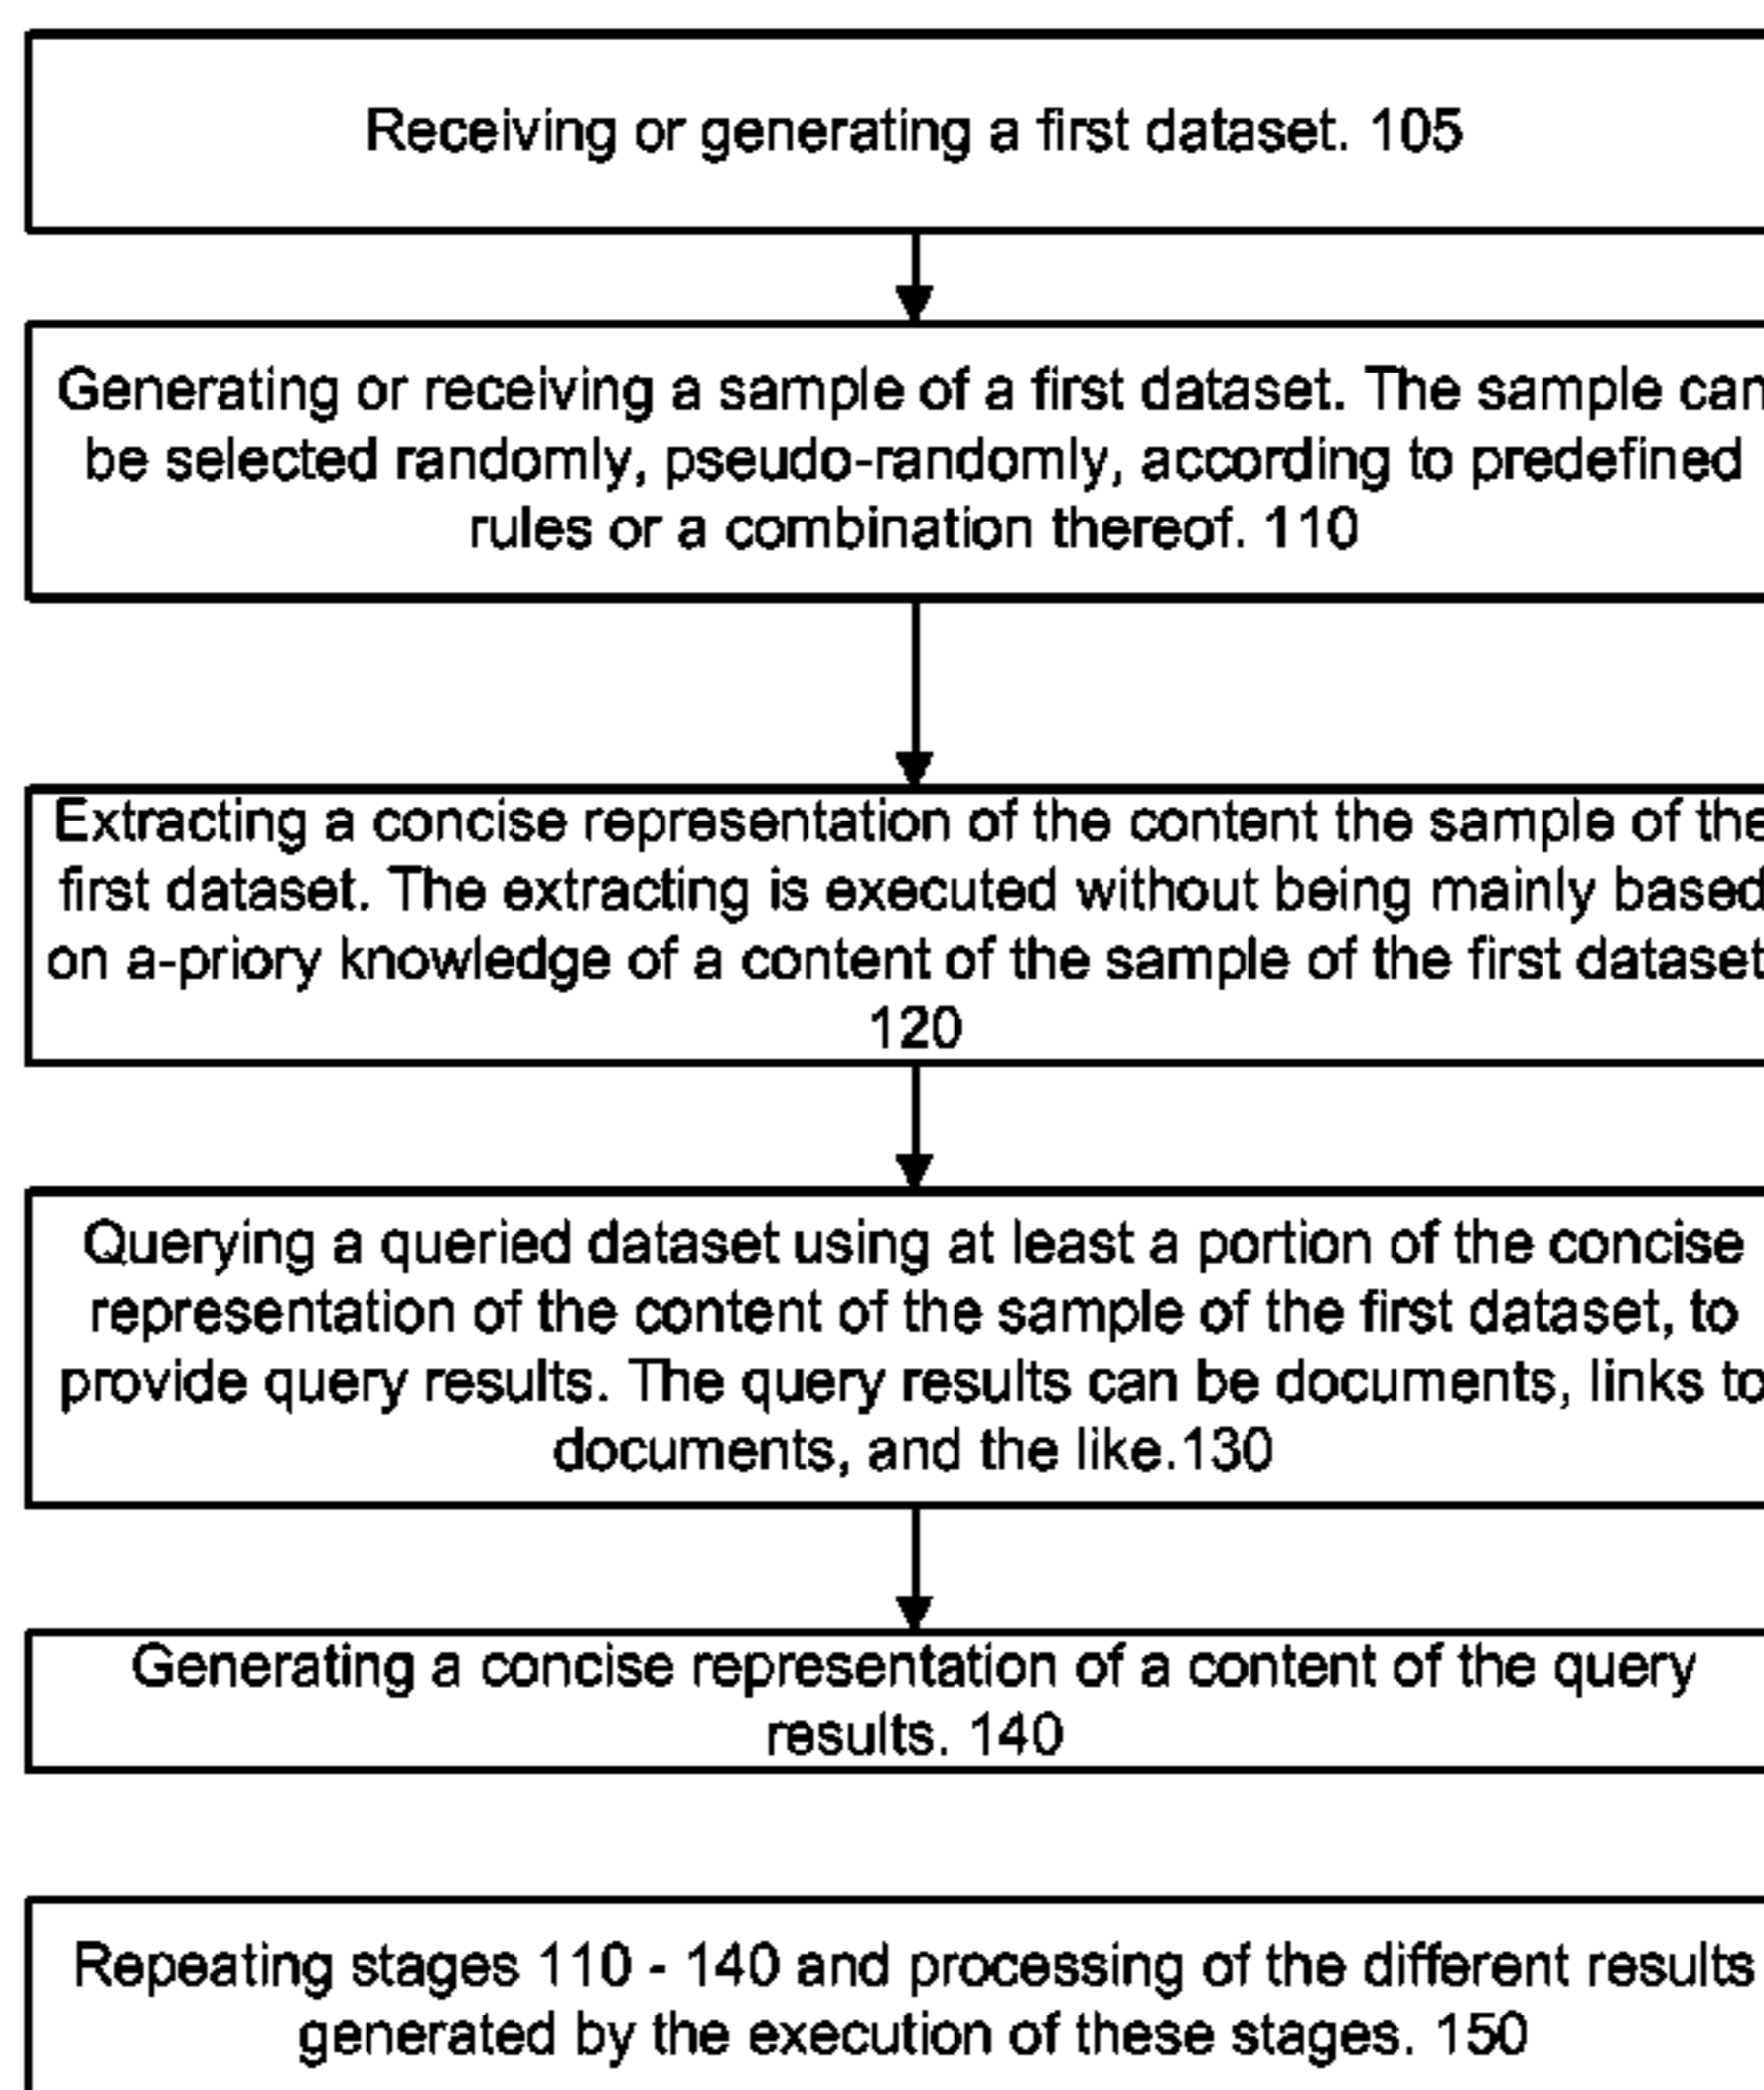 Receiving or generating a first dataset. 105
Generating or receiving a sample of a first dataset. The sample can
be selected randomly, pseudo-randomly, according to predefined
rules or a combination thereof. 110
Extracting a concise representation of the content the sample of the
first dataset. The extracting is executed without being mainly based
on a-priory knowledge of a content of the sample of the first dataset
120
Querying a queried dataset using at least a portion of the concise
representation of the content of the sample of the first dataset, to
provide query results. The query results can be documents, links to
documents, and the like.130
Generating a concise representation of a content of the query
results. 140
Repeating stages 110 - 140 and processing of the different results
generated by the execution of these stages. 150